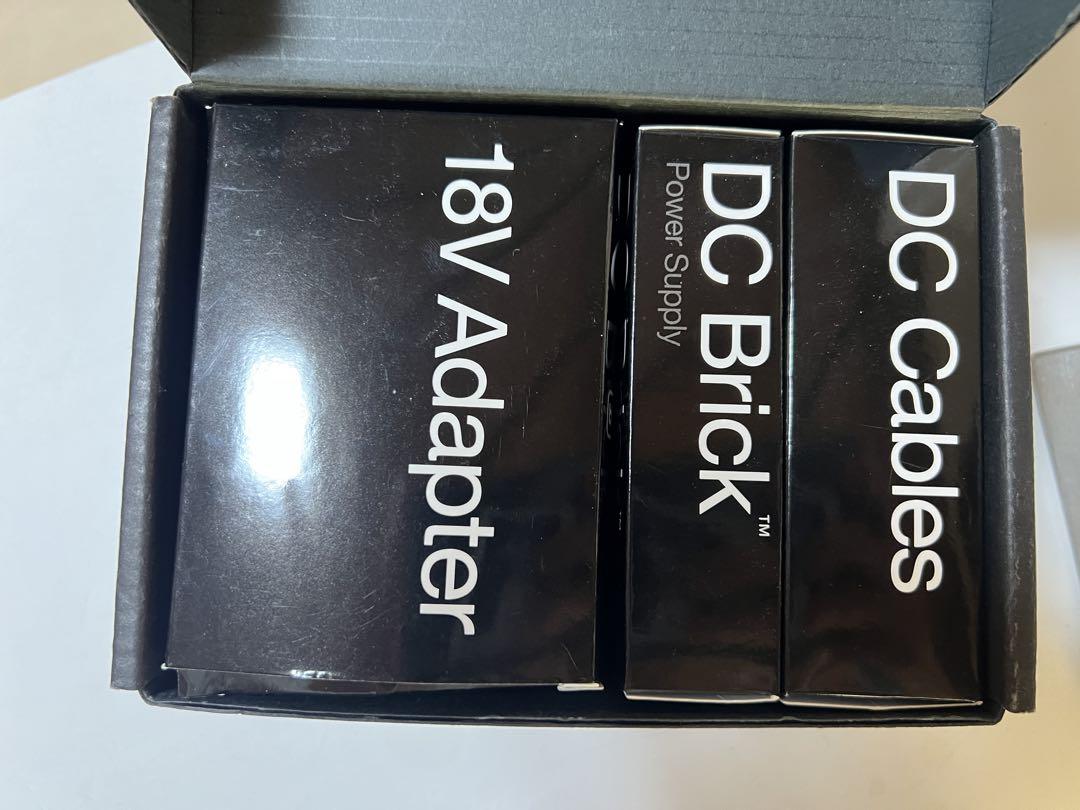 18V Adapter
DC Brick™
Power Supply
DC Cables